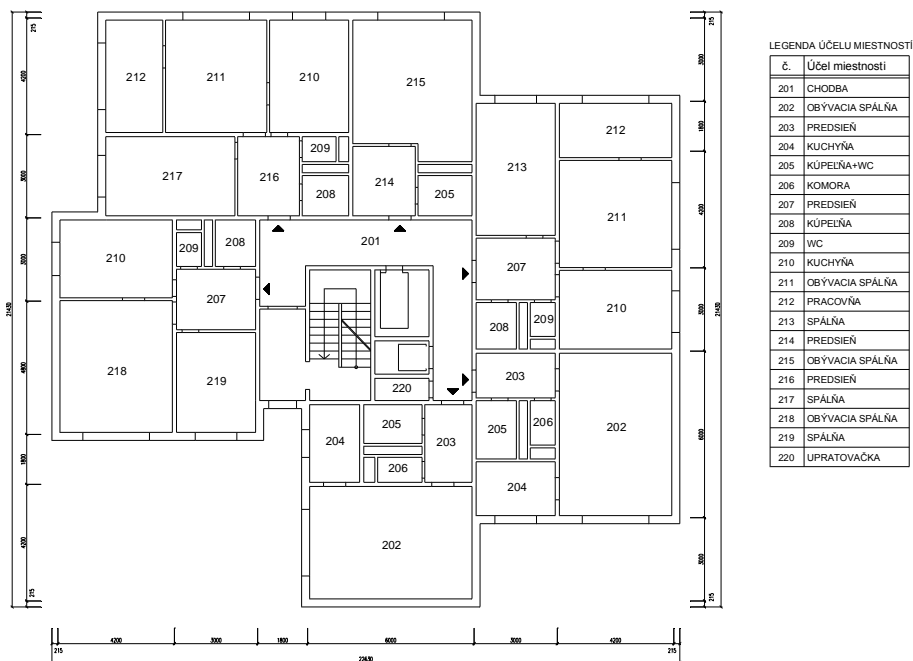 LEGENDA ÚČELU MIESTNOSTÍ
č. Účel miestnosti
201 CHODBA
202 OBÝVACIA SPÁLŇA
203 PREDSIEŇ
204 KUCHYŇA
205 KÚPEĽŇA+WC
206 KOMORA
207 PREDSIEŇ
208 KÚPEĽŇA
209 WC
210 KUCHYŇA
211 OBÝVACIA SPÁLŇA
212 PRACOVŇA
213 SPÁLŇA
214 PREDSIEŇ
215 OBÝVACIA SPÁLŇA
216 PREDSIEŇ
217 SPÁLŇA
218 OBÝVACIA SPÁLŇA
219 SPÁLŇA
220 UPRATOVAČKA
212 211 210 215
209
217 216 208 214 205
213 212
211
201
210 209 208
207
218 219
207
210
208 209
220
203
204 205 203
206
205 206 202
204
202
215
4200
3000
3000
4800
1800
4200
215
21430
215
3000
1800
4200
3000
6000
3000
215
21430
4200 3000 1800 6000 3000 4200
215 215
22630